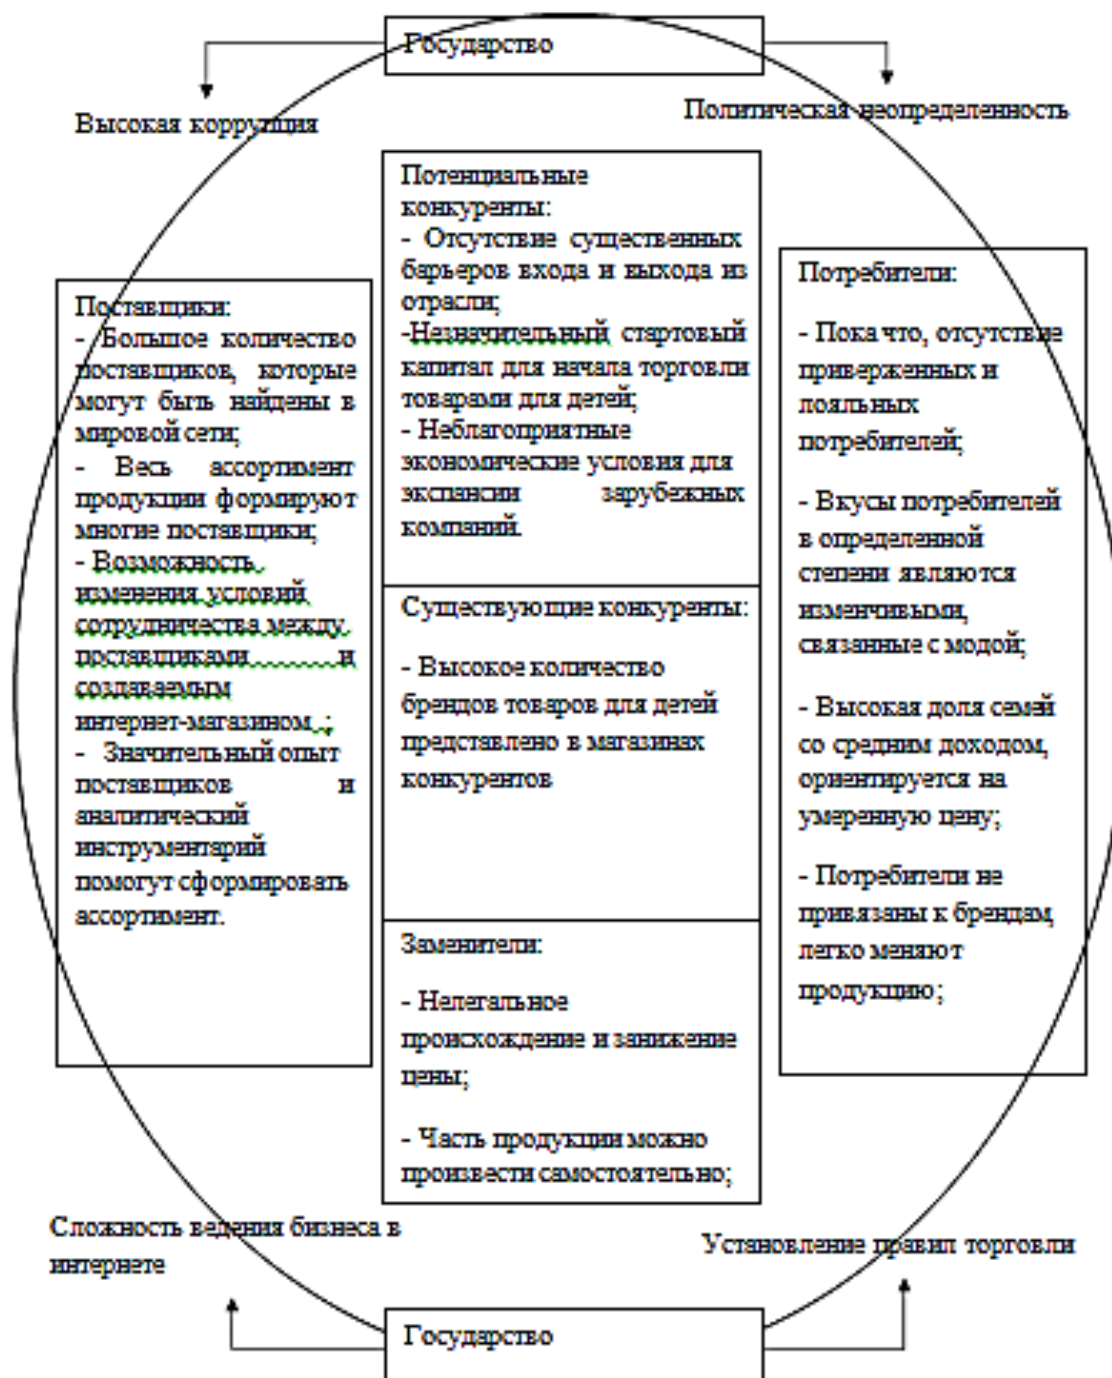 Государство
Высокая коррупция
Политическая неопределенность
Потенциальные
конкуренты:
- Отсутствие существенных
барьеров входа и выхода из
отрасли;
-Незначительный стартовый
капитал для начала торговли
товарами для детей;
- Неблагоприятные
экономические условия для
экспансии зарубежных
компаний.
Поставщики:
- Большое количество
поставщиков, которые
могут быть найдены в
мировой сети;
- Весь ассортимент
продукции формируют
многие поставщики;
- Возможность
изменения условий
сотрудничества между
поставщиками и
создаваемым
интернет-магазином ;
- Значительный опыт
поставщиков и
аналитический
инструментарий
помогут сформировать
ассортимент.
Существующие конкуренты:
- Высокое количество
брендов товаров для детей
представлено в магазинах
конкурентов
Заменители:
- Нелегальное
происхождение и занижение
цены;
- Часть продукции можно
произвести самостоятельно;
Потребители:
- Пока что, отсутствие
приверженных и
лояльных
потребителей;
- Вкусы потребителей
в определенной
степени являются
изменчивыми,
связанные с модой;
- Высокая доля семей
со средним доходом,
ориентируется на
умеренную цену;
- Потребители не
привязаны к брендам,
легко меняют
продукцию;
Сложность ведения бизнеса в
интернете
Установление правил торговли
Государство